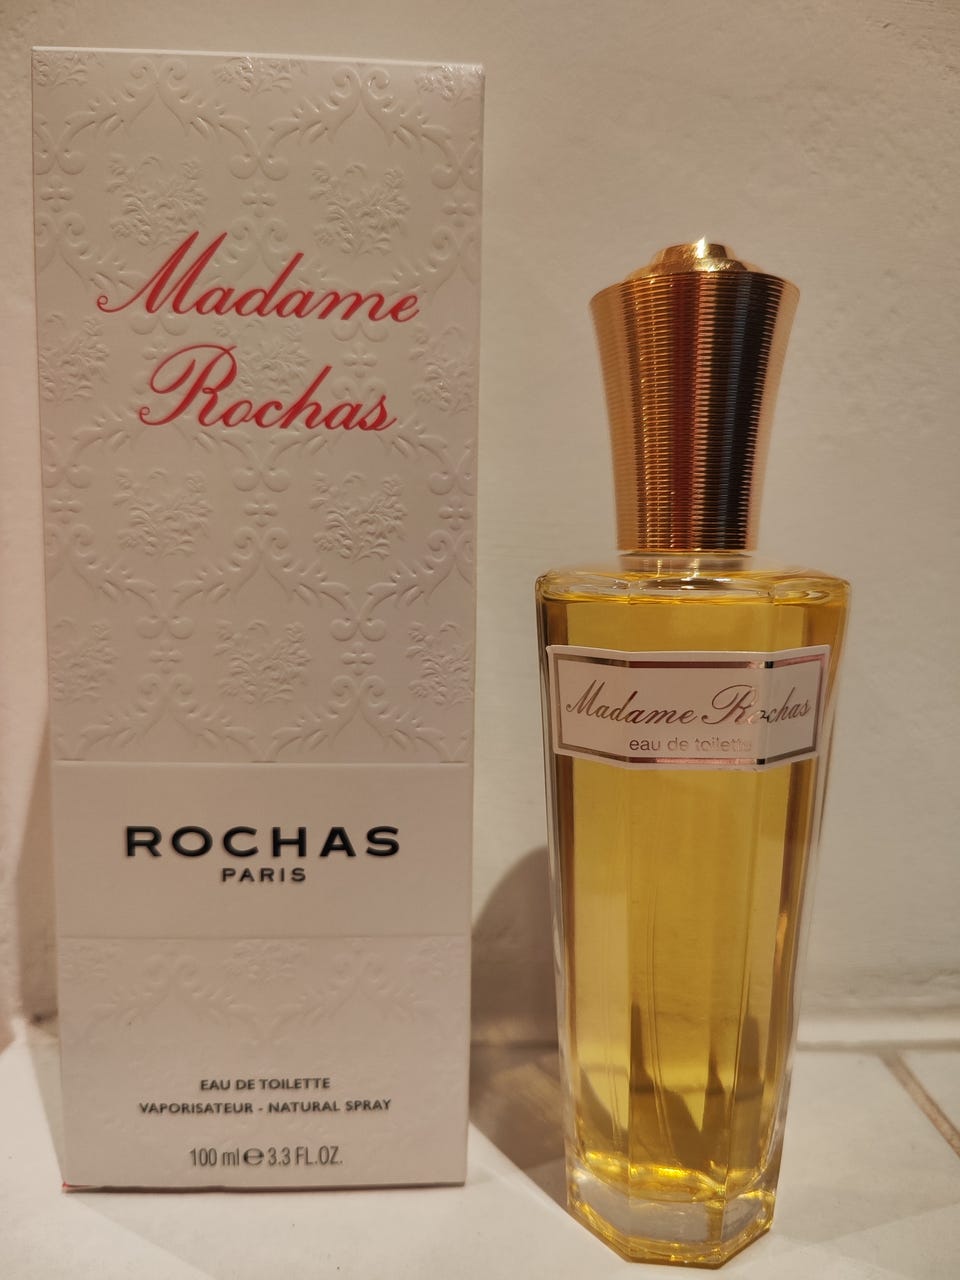 Madame
Rochas
ROCHAS
PARIS
EAU DE TOILETTE
VAPORISATEUR - NATURAL SPRAY
100 ml ℮ 3.3 FL.OZ.
Madame Rochas
eau de toilette